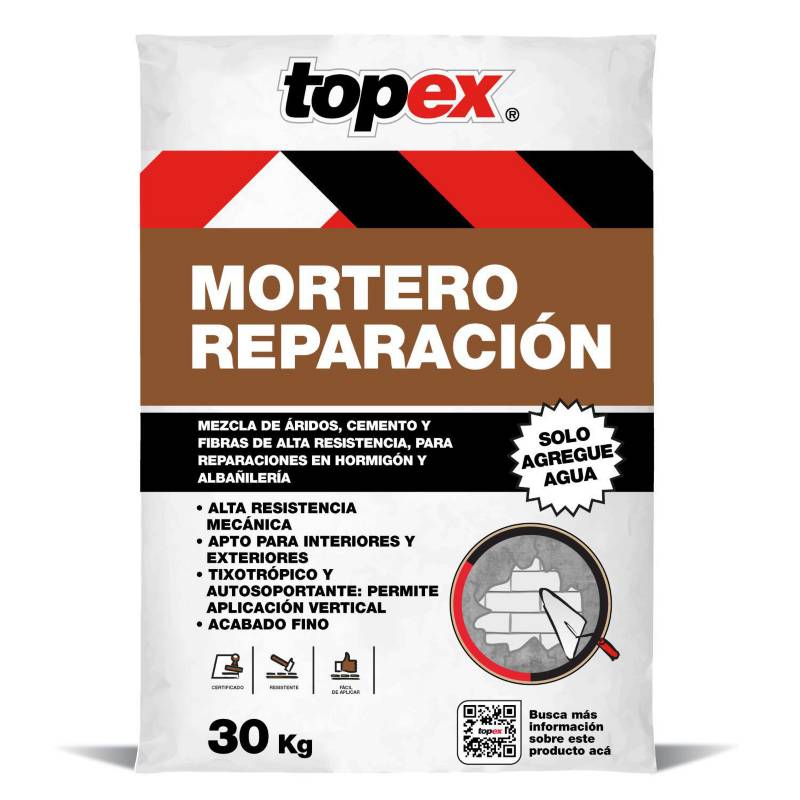 topex®
MORTERO
REPARACIÓN
MEZCLA DE ÁRIDOS, CEMENTO Y
FIBRAS DE ALTA RESISTENCIA, PARA
REPARACIONES EN HORMIGÓN Y
ALBAÑILERÍA
SOLO
AGREGUE
AGUA
• ALTA RESISTENCIA
MECÁNICA
• APTO PARA INTERIORES Y
EXTERIORES
• TIXOTRÓPICO Y
AUTOSOPORTANTE: PERMITE
APLICACIÓN VERTICAL
• ACABADO FINO
CERTIFICADO
RESISTENTE
FÁCIL
DE APLICAR
30 Kg
topex
Busca más
información
sobre este
producto acá